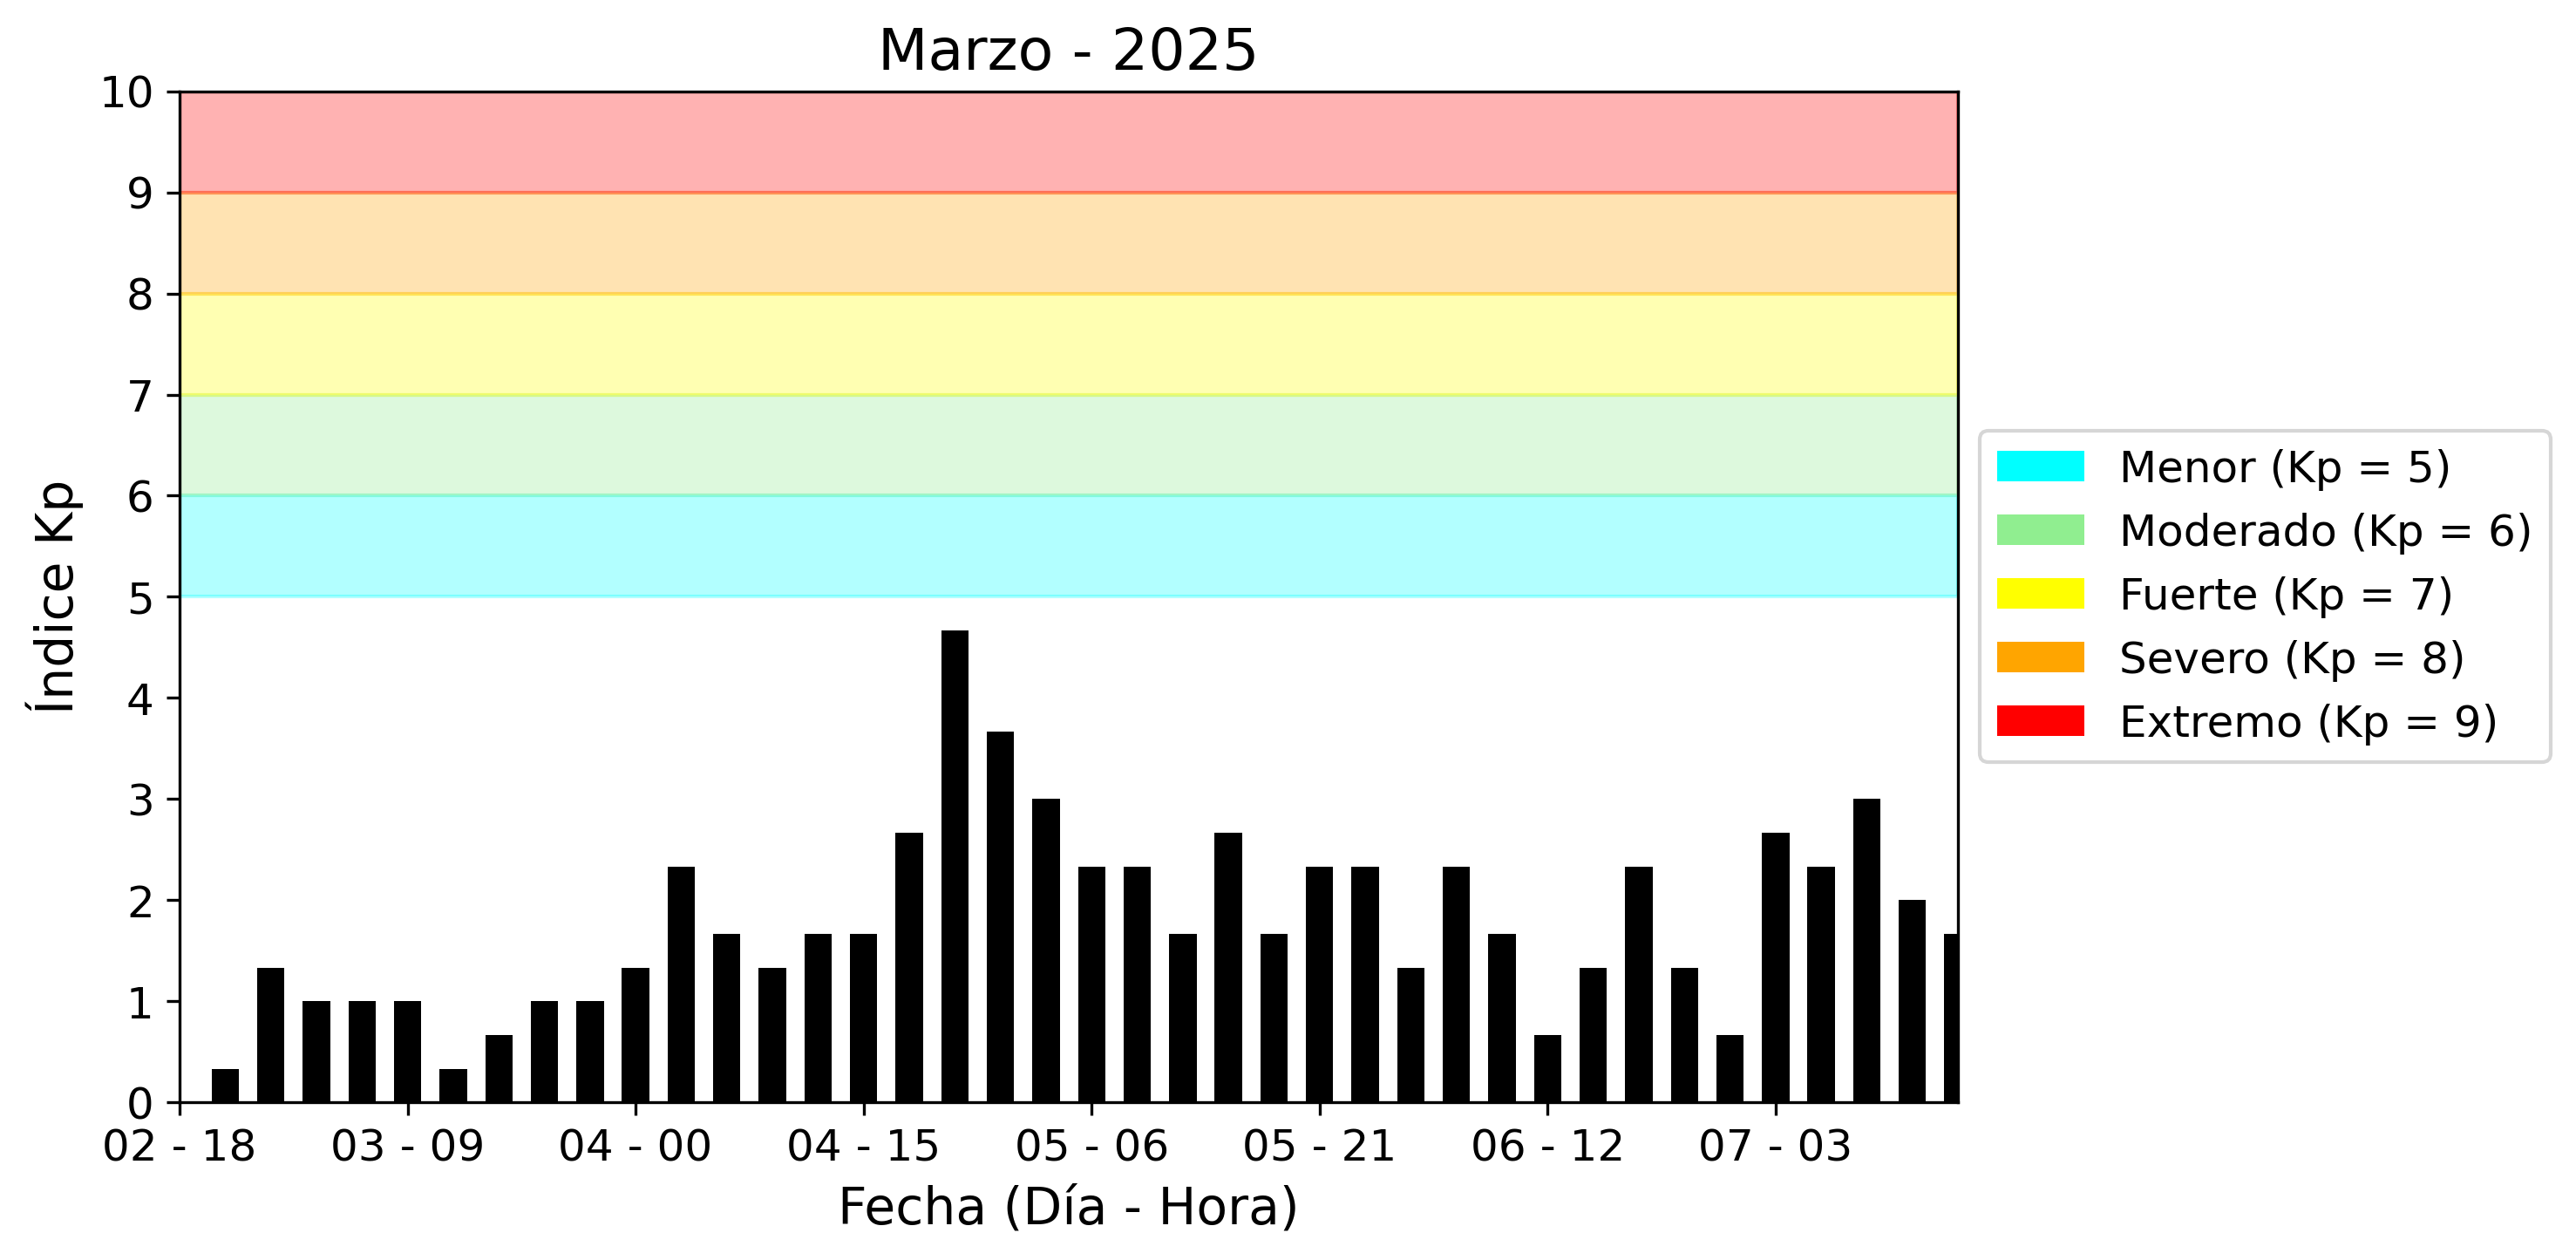 Marzo - 2025
10
9
8
7
6
5
4
3
2
1
0
Índice Kp
02 - 18
03 - 09
04 - 00
04 - 15
05 - 06
05 - 21
06 - 12
07 - 03
Fecha (Día - Hora)
Menor (Kp = 5)
Moderado (Kp = 6)
Fuerte (Kp = 7)
Severo (Kp = 8)
Extremo (Kp = 9)